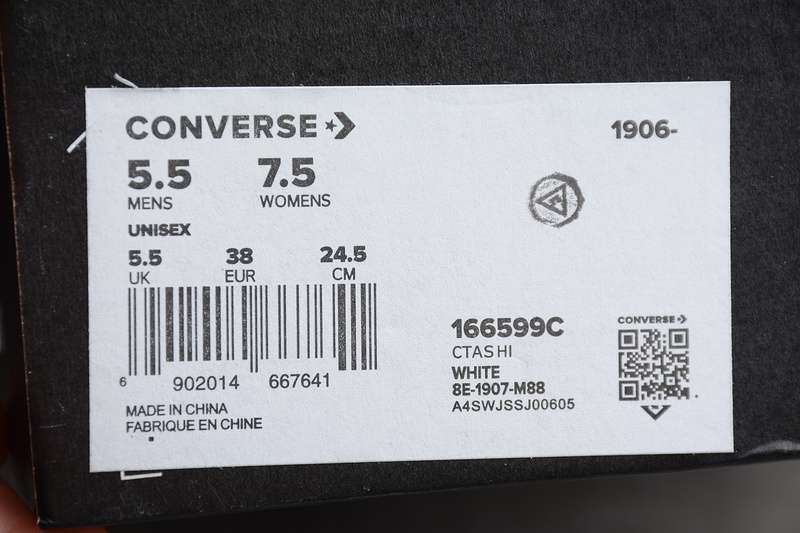 CONVERSE
1906-
5.5 7.5
MENS WOMENS
UNISEX
5.5 38 24.5
UK EUR CM
6 902014 667641
MADE IN CHINA
FABRIQUE EN CHINE
CONVERSE
166599C
CTAS HI
WHITE
8E-1907-M88
A4SWJSSJ00605